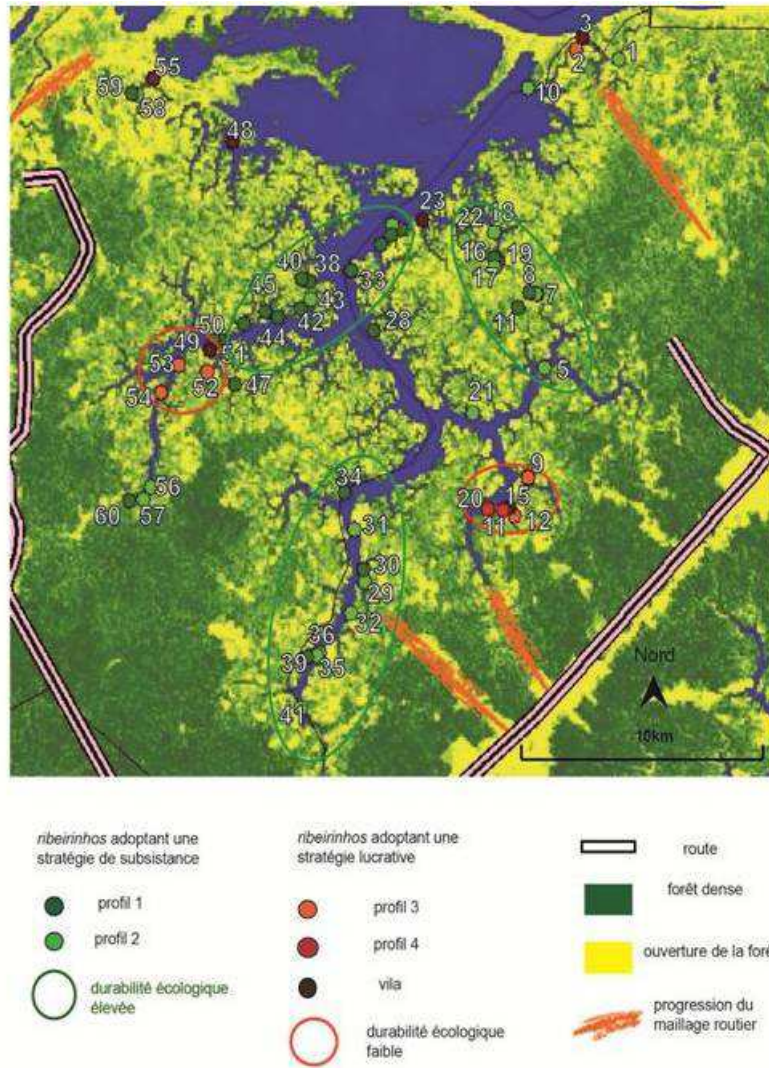 3
2
1
55
59
58
10
48
23
22
18
40
38
16
19
33
17
8
7
45
43
11
42
44
28
50
49
51
53
5
52
47
54
21
34
9
56
20
15
60
57
11
12
31
30
29
32
36
39
35
Nord
41
10km
ribeirinhos adoptant une
stratégie de subsistance
profil 1
profil 2
durabilité écologique
élevée
ribeirinhos adoptant une
stratégie lucrative
profil 3
profil 4
vila
durabilité écologique
faible
route
forêt dense
ouverture de la forê
progression du
maillage routier